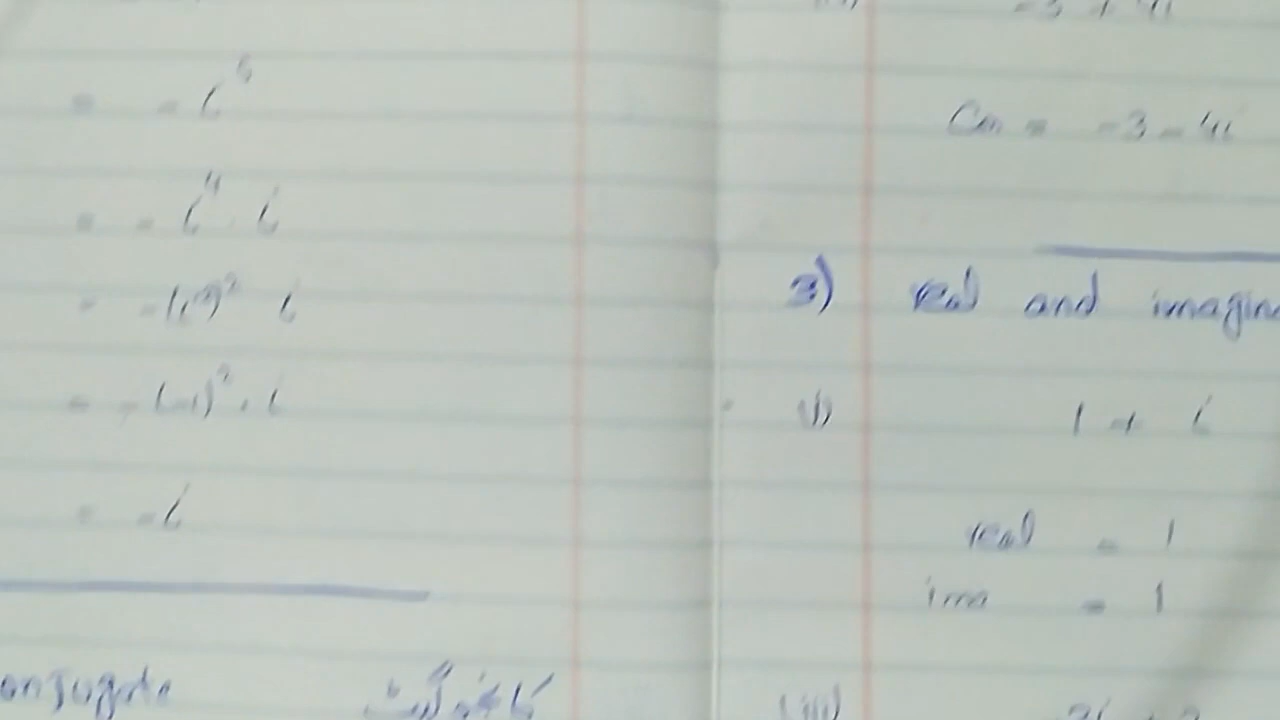 = -i⁵
= -i⁴ · i
= -(i²)² i
= -(-1)² · i
= -i
onjugate
-3 + 4i
Cm = -3 - 4i
3) real and imagin
(i) 1 + i
real = 1
ima = 1
(iii)